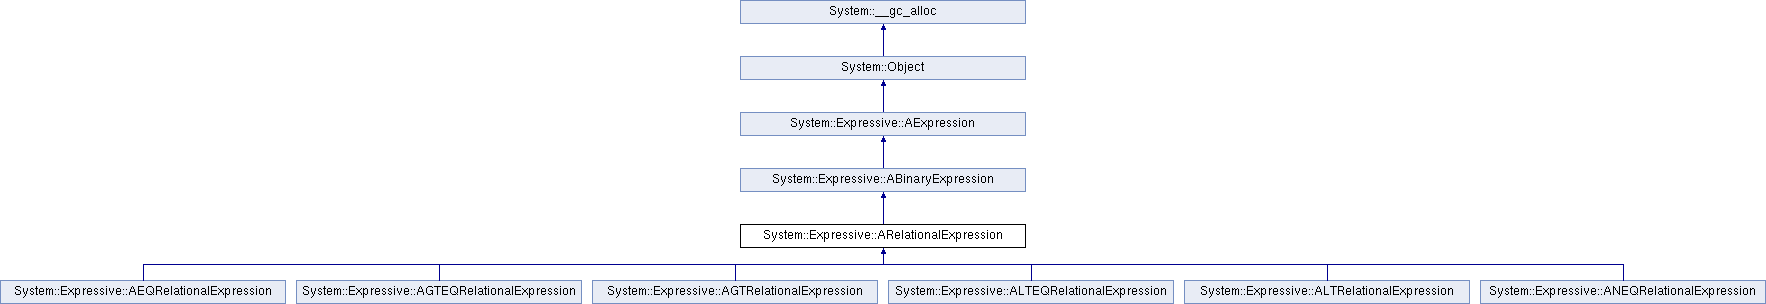 System::__gc_alloc
System::Object
System::Expressive::AExpression
System::Expressive::ABinaryExpression
System::Expressive::ARelationalExpression
System::Expressive::AEQRelationalExpression
System::Expressive::AGTEQRelationalExpression
System::Expressive::AGTRelationalExpression
System::Expressive::ALTEQRelationalExpression
System::Expressive::ALTRelationalExpression
System::Expressive::ANEQRelationalExpression